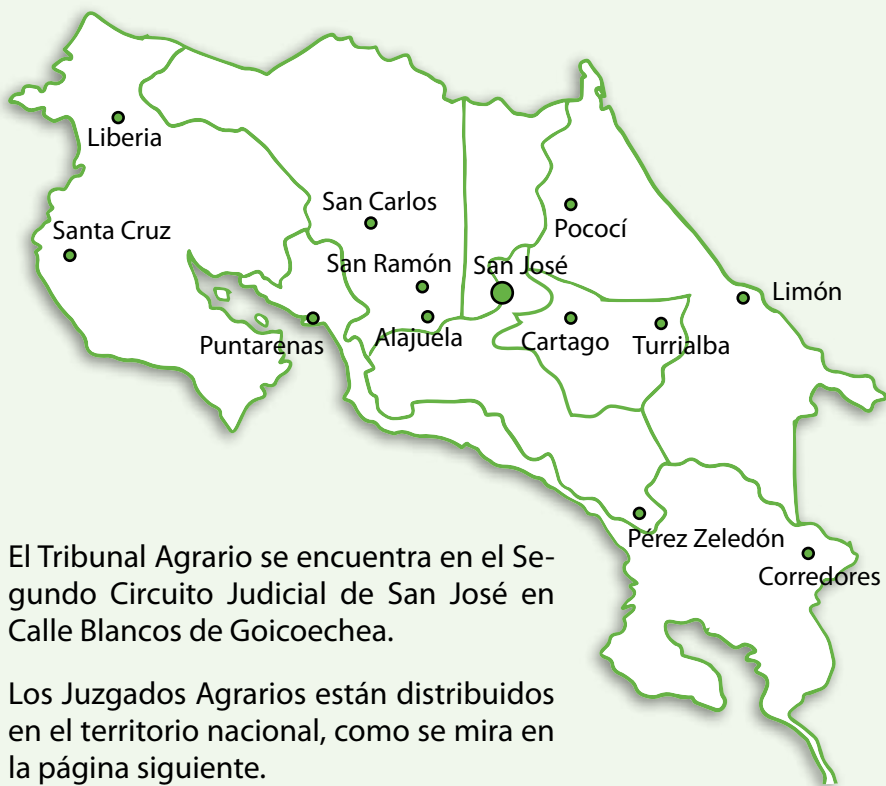 Liberia
San Carlos
Pococí
Santa Cruz
San Ramón
San José
Limón
Puntarenas
Alajuela
Cartago
Turrialba
Pérez Zeledón
Corredores
El Tribunal Agrario se encuentra en el Se-
gundo Circuito Judicial de San José en
Calle Blancos de Goicoechea.
Los Juzgados Agrarios están distribuidos
en el territorio nacional, como se mira en
la página siguiente.